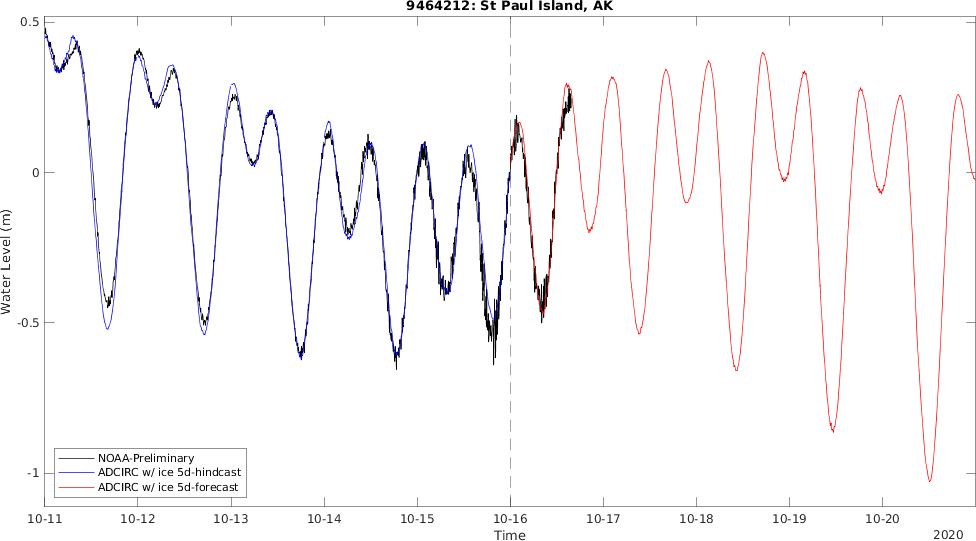 9464212: St Paul Island, AK
0.5
0
-0.5
-1
Water Level (m)
NOAA-Preliminary
ADCIRC w/ ice 5d-hindcast
ADCIRC w/ ice 5d-forecast
10-11 10-12 10-13 10-14 10-15 10-16 10-17 10-18 10-19 10-20
Time
2020